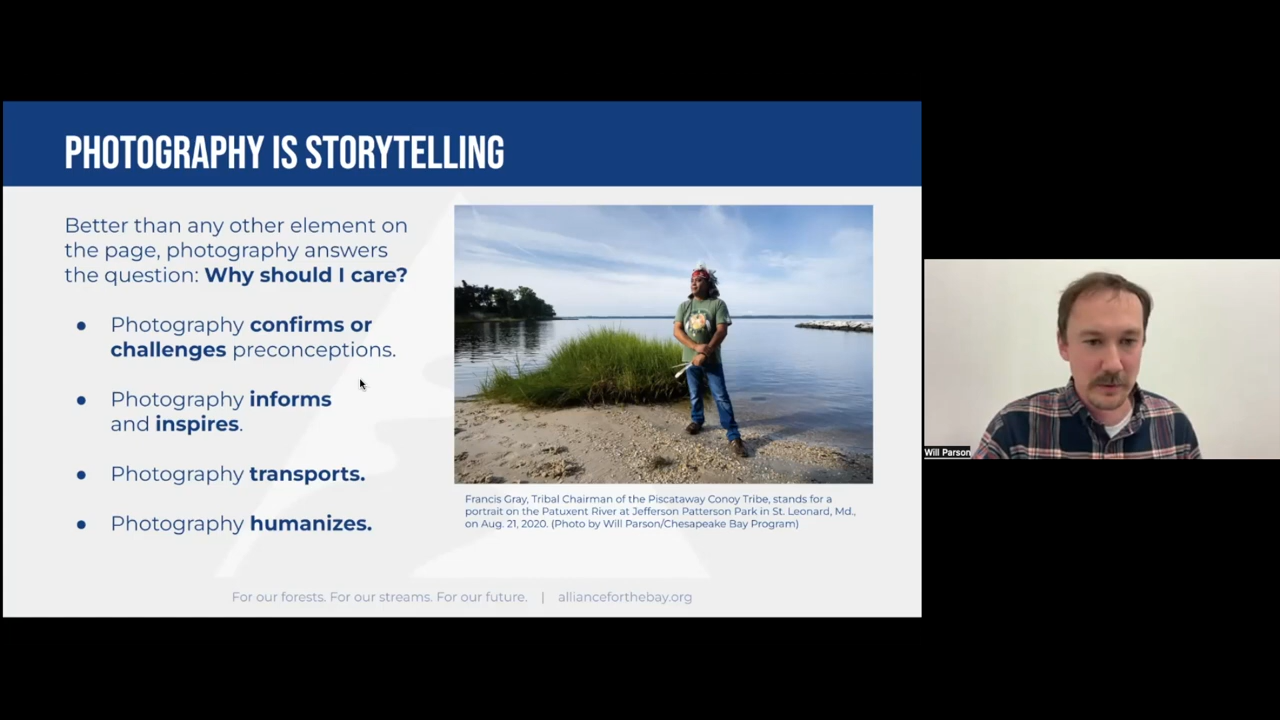 PHOTOGRAPHY IS STORYTELLING
Better than any other element on
the page, photography answers
the question: Why should I care?
● Photography confirms or
challenges preconceptions.
● Photography informs
and inspires.
● Photography transports.
● Photography humanizes.
Francis Gray, Tribal Chairman of the Piscataway Conoy Tribe, stands for a
portrait on the Patuxent River at Jefferson Patterson Park in St. Leonard, Md.,
on Aug. 21, 2020. (Photo by Will Parson/Chesapeake Bay Program)
For our forests. For our streams. For our future. | allianceforthebay.org
Will Parson